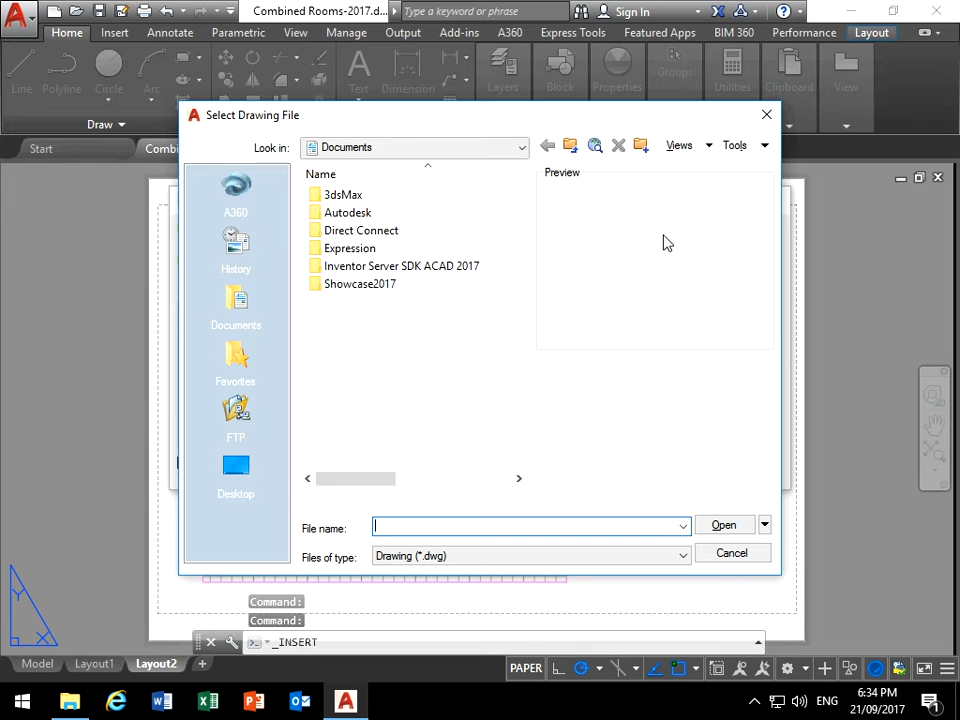 Combined Rooms-2017.d...
Type a keyword or phrase
Sign In
Home
Insert
Annotate
Parametric
View
Manage
Output
Add-ins
A360
Express Tools
Featured Apps
BIM 360
Performance
Layout
Line
Polyline
Circle
Arc
Text
Dimension
Layers
Block
Properties
Groups
Utilities
Clipboard
View
Draw
Start
Combi
Select Drawing File
Look in:
Documents
Views
Tools
Name
Preview
3dsMax
Autodesk
Direct Connect
Expression
Inventor Server SDK ACAD 2017
Showcase2017
A360
History
Documents
Favorites
FTP
Desktop
File name:
Open
Files of type:
Drawing (*.dwg)
Cancel
Command:
Command:
_INSERT
Y
X
Model
Layout1
Layout2
PAPER
ENG
6:34 PM
21/09/2017
1